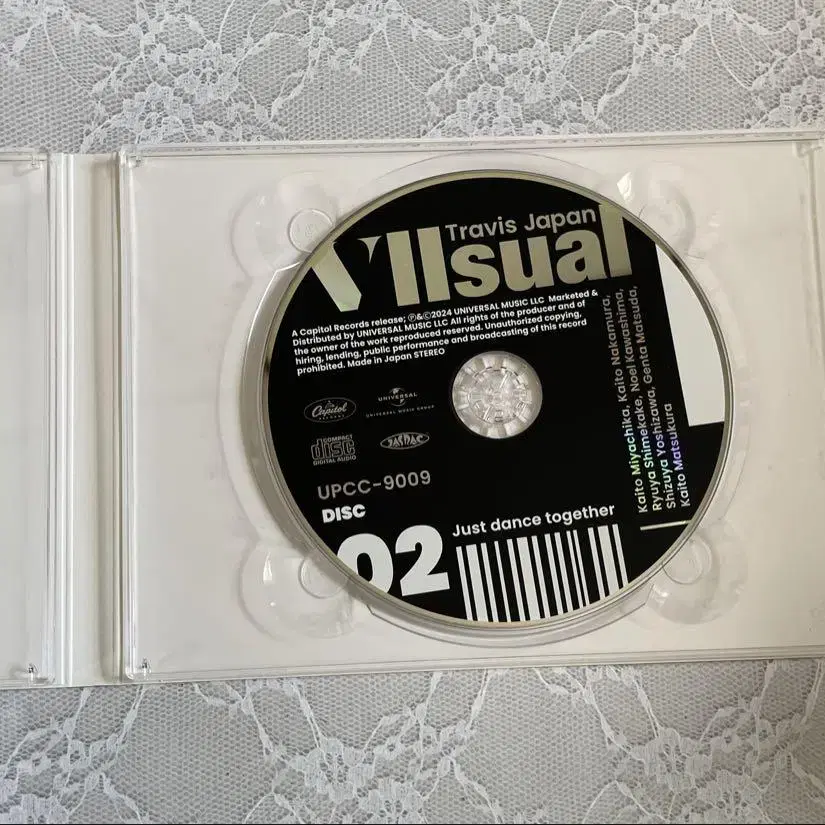 Travis Japan
VIIsual
A Capitol Records release; ℗&©2024 UNIVERSAL MUSIC LLC Marketed &
Distributed by UNIVERSAL MUSIC LLC All rights of the producer and of
the owner of the work reproduced reserved. Unauthorized copying,
hiring, lending, public performance and broadcasting of this record
prohibited. Made in Japan STEREO
Capitol
RECORDS
UNIVERSAL
UNIVERSAL MUSIC GROUP
COMPACT
disc
DIGITAL AUDIO
JASRAC
UPCC-9009
DISC
02
Just dance together
Kaito Miyachika, Kaito Nakamura,
Ryuya Shimekake, Noel Kawashima,
Shizuya Yoshizawa, Genta Matsuda,
Kaito Matsukura